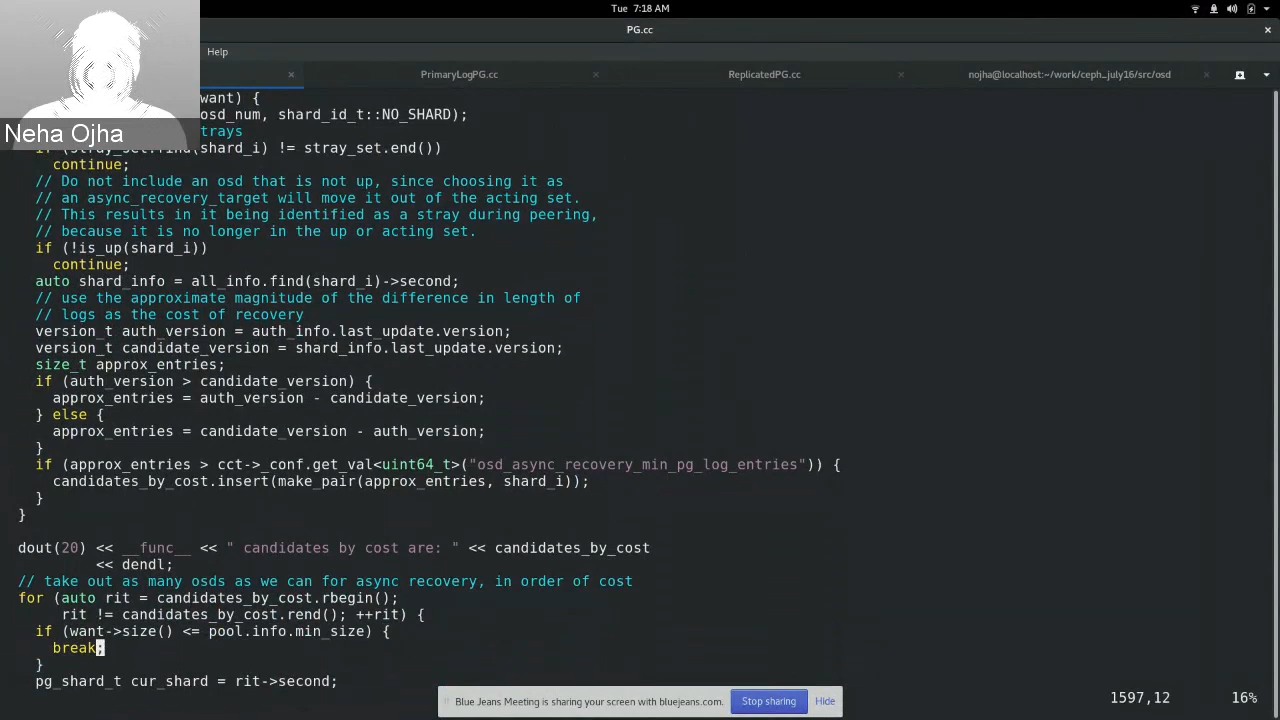 Tue 7:18 AM
PG.cc
Help
PrimaryLogPG.cc
ReplicatedPG.cc
nojha@localhost:~/work/ceph_july16/src/osd
Neha Ojha
want) {
osd_num, shard_id_t::NO_SHARD);
trays
if (stray_set.find(shard_i) != stray_set.end())
continue;
// Do not include an osd that is not up, since choosing it as
// an async_recovery_target will move it out of the acting set.
// This results in it being identified as a stray during peering,
// because it is no longer in the up or acting set.
if (!is_up(shard_i))
continue;
auto shard_info = all_info.find(shard_i)->second;
// use the approximate magnitude of the difference in length of
// logs as the cost of recovery
version_t auth_version = auth_info.last_update.version;
version_t candidate_version = shard_info.last_update.version;
size_t approx_entries;
if (auth_version > candidate_version) {
approx_entries = auth_version - candidate_version;
} else {
approx_entries = candidate_version - auth_version;
}
if (approx_entries > cct->_conf.get_val<uint64_t>("osd_async_recovery_min_pg_log_entries")) {
candidates_by_cost.insert(make_pair(approx_entries, shard_i));
}
}
dout(20) << __func__ << " candidates by cost are: " << candidates_by_cost
<< dendl;
// take out as many osds as we can for async recovery, in order of cost
for (auto rit = candidates_by_cost.rbegin();
rit != candidates_by_cost.rend(); ++rit) {
if (want->size() <= pool.info.min_size) {
break;
}
pg_shard_t cur_shard = rit->second;
1597,12 16%
Blue Jeans Meeting is sharing your screen with bluejeans.com. Stop sharing Hide